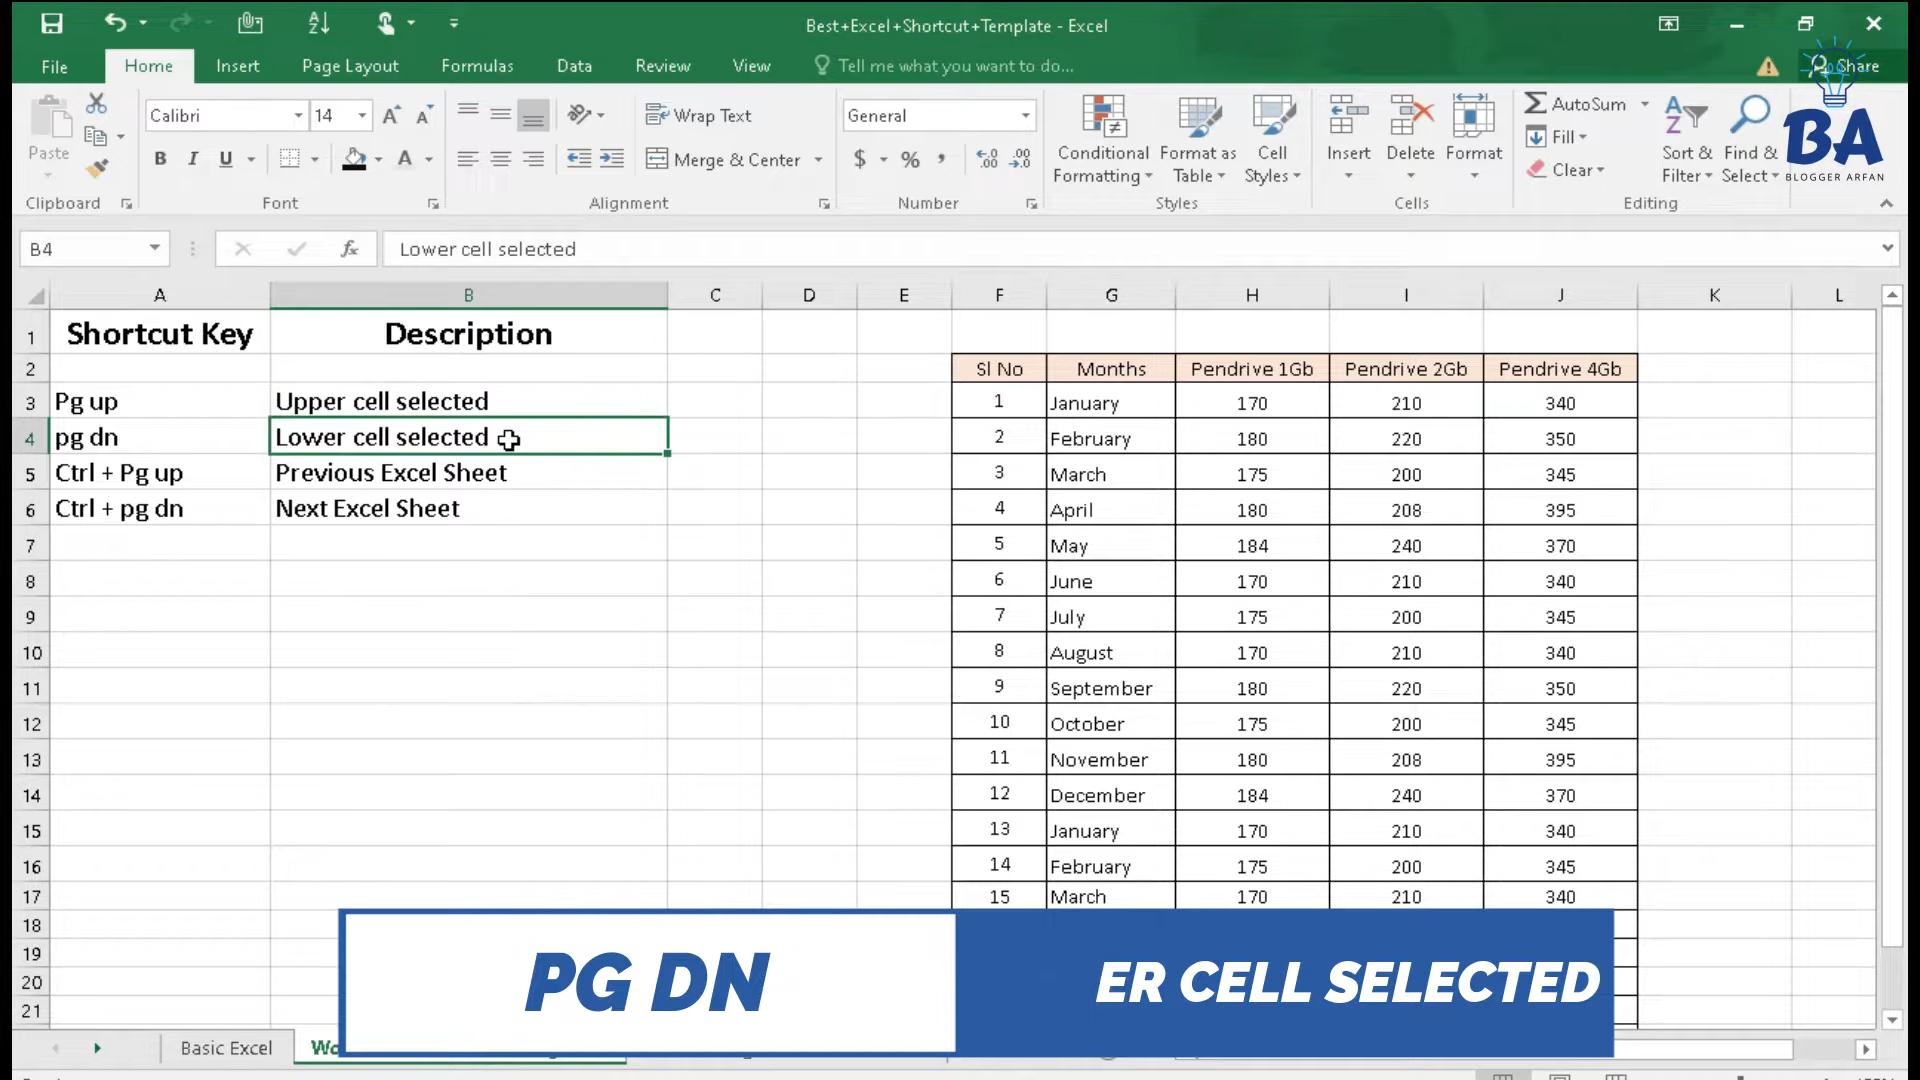 Best+Excel+Shortcut+Template - Excel
File Home Insert Page Layout Formulas Data Review View Tell me what you want to do... Share
Paste Calibri 14 Wrap Text General AutoSum
B I U Merge & Center $ % Fill
Conditional Formatting Format as Table Cell Styles Insert Delete Format Clear Sort & Filter Find & Select
Clipboard Font Alignment Number Styles Cells Editing
BA
BLOGGER ARFAN
B4 fx Lower cell selected
A B C D E F G H I J K L
1 Shortcut Key Description
2 Sl No Months Pendrive 1Gb Pendrive 2Gb Pendrive 4Gb
3 Pg up Upper cell selected 1 January 170 210 340
4 pg dn Lower cell selected 2 February 180 220 350
5 Ctrl + Pg up Previous Excel Sheet 3 March 175 200 345
6 Ctrl + pg dn Next Excel Sheet 4 April 180 208 395
7 5 May 184 240 370
8 6 June 170 210 340
9 7 July 175 200 345
10 8 August 170 210 340
11 9 September 180 220 350
12 10 October 175 200 345
13 11 November 180 208 395
14 12 December 184 240 370
15 13 January 170 210 340
16 14 February 175 200 345
17 15 March 170 210 340
18
19
20
21
PG DN ER CELL SELECTED
Basic Excel